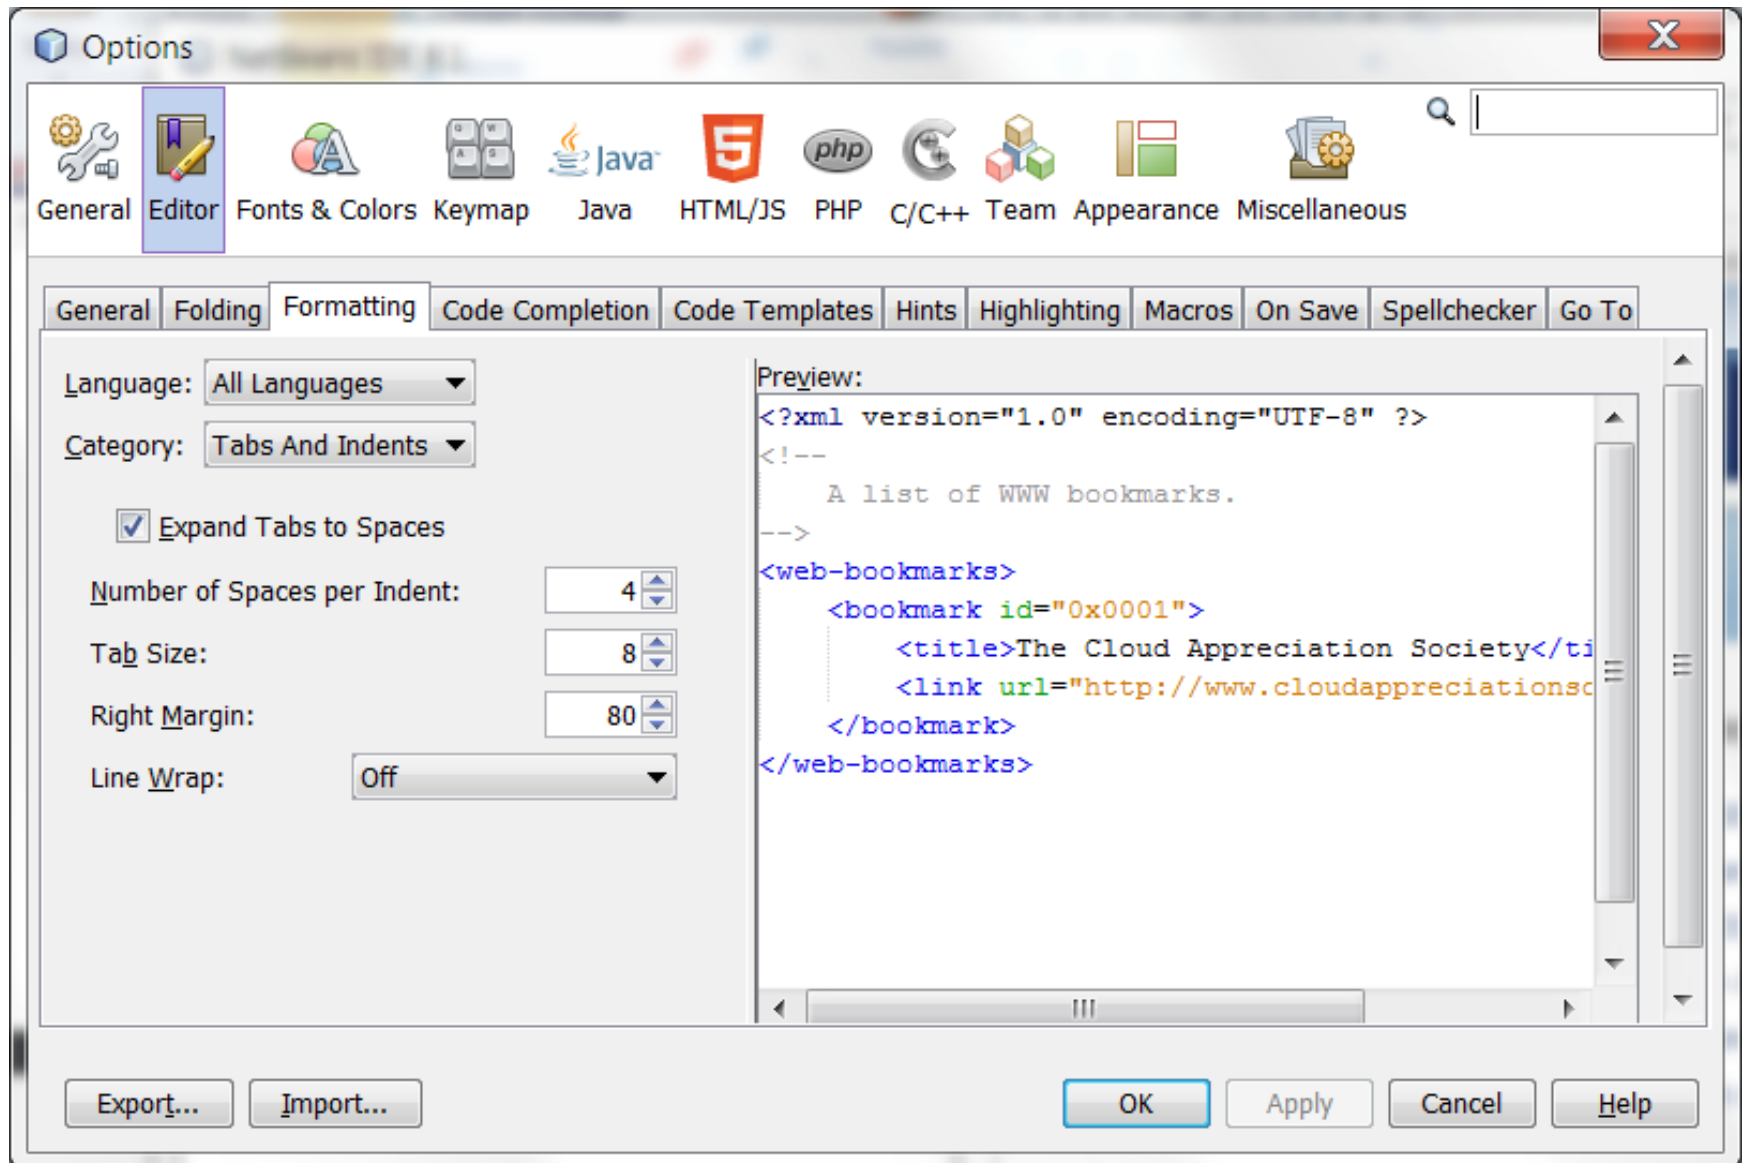 Options
General Editor Fonts & Colors Keymap Java HTML/JS PHP C/C++ Team Appearance Miscellaneous
General Folding Formatting Code Completion Code Templates Hints Highlighting Macros On Save Spellchecker Go To
Language: All Languages
Category: Tabs And Indents
Expand Tabs to Spaces
Number of Spaces per Indent: 4
Tab Size: 8
Right Margin: 80
Line Wrap: Off
Preview:
<?xml version="1.0" encoding="UTF-8" ?>
<!--
    A list of WWW bookmarks.
-->
<web-bookmarks>
    <bookmark id="0x0001">
        <title>The Cloud Appreciation Society</ti
        <link url="http://www.cloudappreciationsc
    </bookmark>
</web-bookmarks>
Export... Import... OK Apply Cancel Help